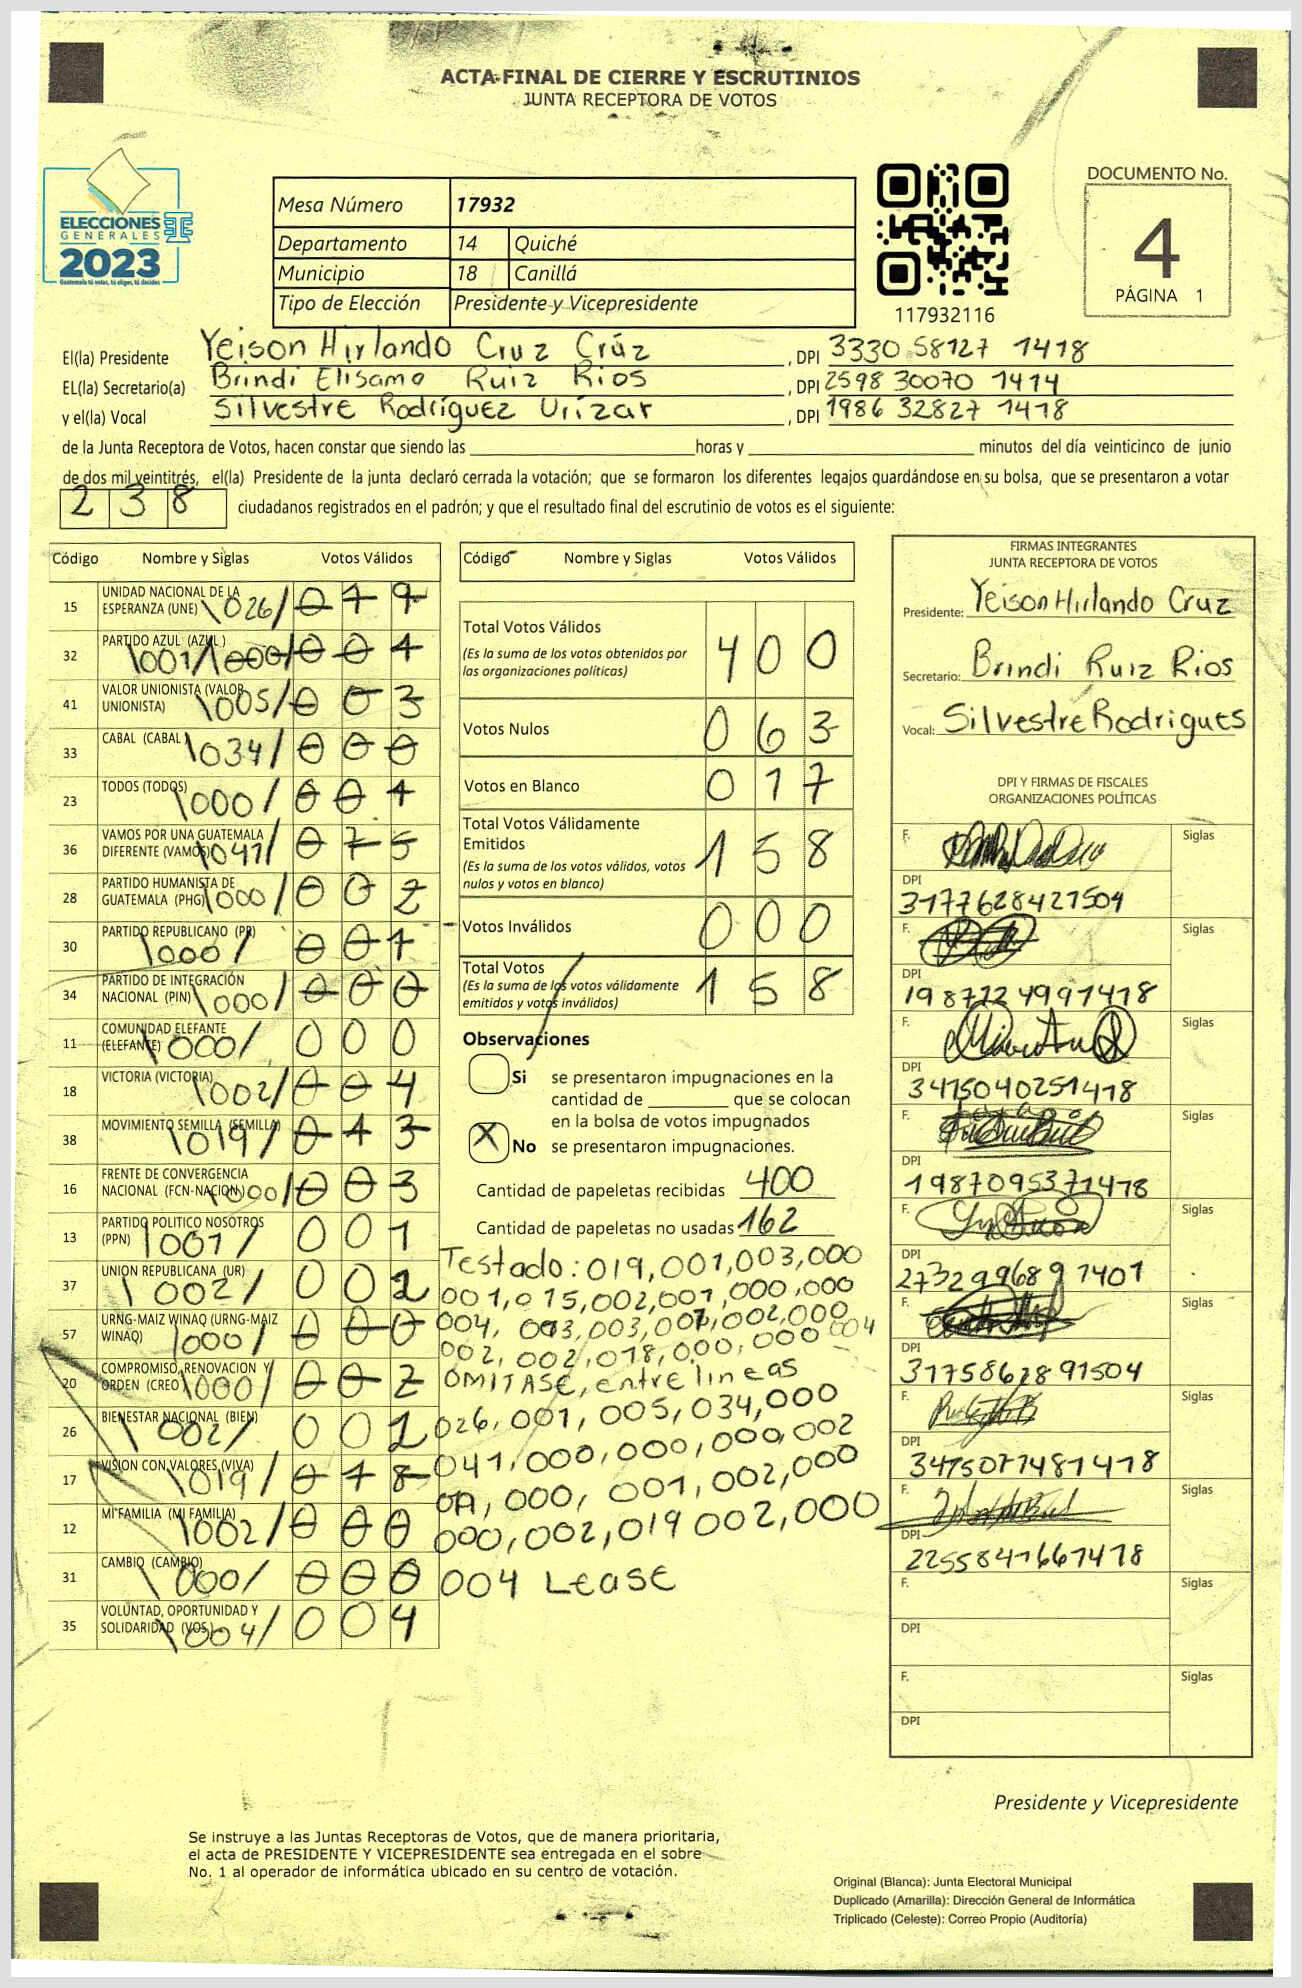 ACTA FINAL DE CIERRE Y ESCRUTINIOS
JUNTA RECEPTORA DE VOTOS
ELECCIONES
GENERALES
2023
Guatemala tú votas, tú eliges, tú decides
Mesa Número 17932
Departamento 14 Quiché
Municipio 18 Canillá
Tipo de Elección Presidente y Vicepresidente
117932116
DOCUMENTO No.
4
PÁGINA 1
El(la) Presidente Yeison Hirlando Cruz Crúz, DPI 3330 58127 1418
EL(la) Secretario(a) Brindi Elisamo Ruiz Rios, DPI 2598 30070 1414
y el(la) Vocal Silvestre Rodríguez Urízar, DPI 1986 32827 1418
de la Junta Receptora de Votos, hacen constar que siendo las ____ horas y ____ minutos del día veinticinco de junio
de dos mil veintitrés, el(la) Presidente de la junta declaró cerrada la votación; que se formaron los diferentes legajos guardándose en su bolsa, que se presentaron a votar
238 ciudadanos registrados en el padrón; y que el resultado final del escrutinio de votos es el siguiente:
Código Nombre y Siglas Votos Válidos
15 UNIDAD NACIONAL DE LA ESPERANZA (UNE) \026/ 0 1 9
32 PARTIDO AZUL (AZUL) \001/ \000/ 0 0 1
41 VALOR UNIONISTA (VALOR UNIONISTA) \005/ 0 0 3
33 CABAL (CABAL \034/ 0 0 0
23 TODOS (TODOS) \000/ 0 0 1
36 VAMOS POR UNA GUATEMALA DIFERENTE (VAMOS) \041/ 0 7 5
28 PARTIDO HUMANISTA DE GUATEMALA (PHG) \000/ 0 0 2
30 PARTIDO REPUBLICANO (PR) \000/ 0 0 1
34 PARTIDO DE INTEGRACIÓN NACIONAL (PIN) \000/ 0 0 0
11 COMUNIDAD ELEFANTE (ELEFANTE) \000/ 0 0 0
18 VICTORIA (VICTORIA) \002/ 0 0 4
38 MOVIMIENTO SEMILLA (SEMILLA) \019/ 0 1 3
16 FRENTE DE CONVERGENCIA NACIONAL (FCN-NACION) \000/ 0 0 3
13 PARTIDO POLITICO NOSOTROS (PPN) \001/ 0 0 1
37 UNION REPUBLICANA (UR) \002/ 0 0 2
57 URNG-MAIZ WINAQ (URNG-MAIZ WINAQ) \000/ 0 0 0
20 COMPROMISO, RENOVACION Y ORDEN (CREO \000/ 0 0 2
26 BIENESTAR NACIONAL (BIEN) \002/ 0 0 2
17 VISION CON VALORES (VIVA) \019/ 0 1 8
12 MI FAMILIA (MI FAMILIA) \002/ 0 0 0
31 CAMBIO (CAMBIO) \000/ 0 0 0
35 VOLUNTAD, OPORTUNIDAD Y SOLIDARIDAD (VOS) \004/ 0 0 4
Código Nombre y Siglas Votos Válidos
Total Votos Válidos 4 0 0
(Es la suma de los votos obtenidos por
las organizaciones políticas)
Votos Nulos 0 6 3
Votos en Blanco 0 1 7
Total Votos Válidamente
Emitidos 1 5 8
(Es la suma de los votos válidos, votos
nulos y votos en blanco)
Votos Inválidos 0 0 0
Total Votos 1 5 8
(Es la suma de los votos válidamente
emitidos y votos inválidos)
Observaciones
Si se presentaron impugnaciones en la
cantidad de ____ que se colocan
en la bolsa de votos impugnados
X No se presentaron impugnaciones.
Cantidad de papeletas recibidas 400
Cantidad de papeletas no usadas 162
Testado: 019,001,003,000
001,015,002,001,000,000
004, 013,003,001,002,000
002, 002,018,000,000 004
OMITASE, entre lineas
026,001,005,034,000
041,000,000,000,002
000, 001,002,000
000,002,019 002,000
004 Lease
FIRMAS INTEGRANTES
JUNTA RECEPTORA DE VOTOS
Presidente: Yeison Hirlando Cruz
Secretario: Brindi Ruiz Rios
Vocal: Silvestre Rodrigues
DPI Y FIRMAS DE FISCALES
ORGANIZACIONES POLÍTICAS
F. Siglas
DPI
3177628421504
F. Siglas
DPI
1987224991418
F. Siglas
DPI
3415040251418
F. Siglas
DPI
1987095371418
F. Siglas
DPI
2732996891401
F. Siglas
DPI
3175862891504
F. Siglas
DPI
3415077481418
F. Siglas
DPI
2255841661418
F. Siglas
DPI
F. Siglas
DPI
Presidente y Vicepresidente
Se instruye a las Juntas Receptoras de Votos, que de manera prioritaria,
el acta de PRESIDENTE Y VICEPRESIDENTE sea entregada en el sobre
No. 1 al operador de informática ubicado en su centro de votación.
Original (Blanca): Junta Electoral Municipal
Duplicado (Amarilla): Dirección General de Informática
Triplicado (Celeste): Correo Propio (Auditoría)